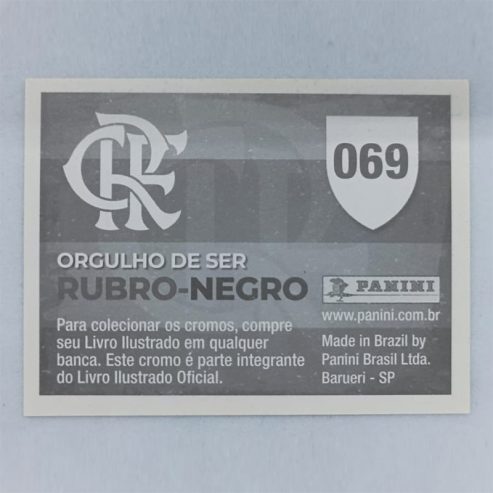 CRF
069
ORGULHO DE SER
RUBRO-NEGRO
Para colecionar os cromos, compre
seu Livro Ilustrado em qualquer
banca. Este cromo é parte integrante
do Livro Ilustrado Oficial.
PANINI
www.panini.com.br
Made in Brazil by
Panini Brasil Ltda.
Barueri - SP